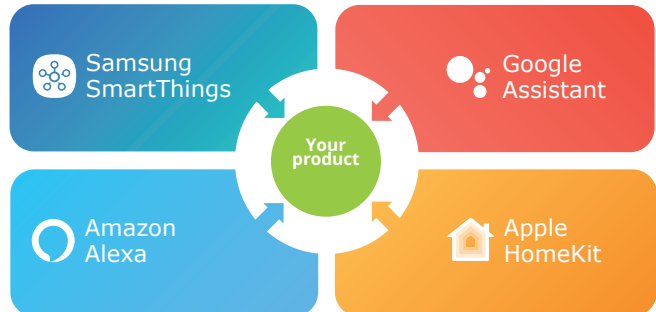 Samsung
SmartThings
Google
Assistant
Your
product
Amazon
Alexa
Apple
HomeKit